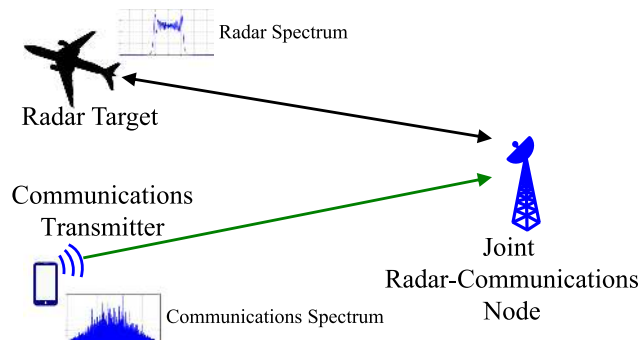 Radar Spectrum
Radar Target
Communications
Transmitter
Joint
Radar-Communications
Node
Communications Spectrum